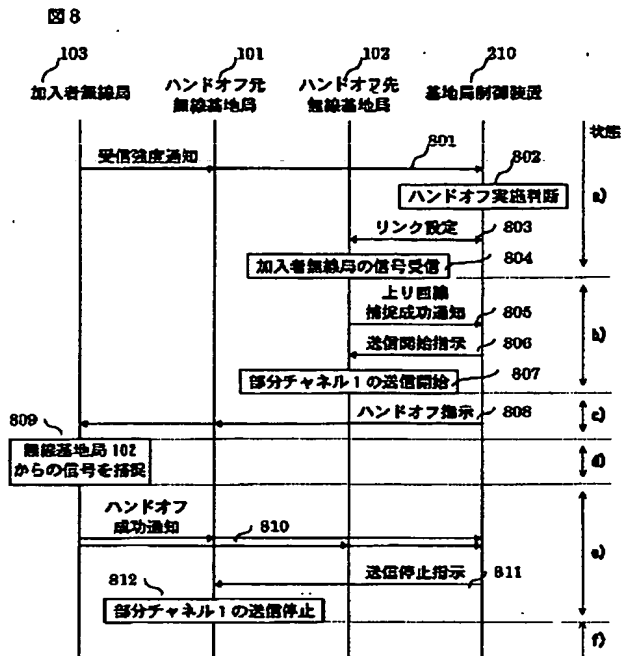 図8
103
101
102
210
加入者無線局
ハンドオフ元
無線基地局
ハンドオフ先
無線基地局
基地局制御装置
状態
受信強度通知
801
802
ハンドオフ実施判断
a)
リンク設定
803
加入者無線局の信号受信
804
上り回線
捕捉成功通知
805
b)
送信開始指示
806
部分チャネル1の送信開始
807
ハンドオフ指示
808
c)
809
無線基地局102
からの信号を捕捉
d)
ハンドオフ
成功通知
810
e)
送信停止指示
811
812
部分チャネル1の送信停止
f)